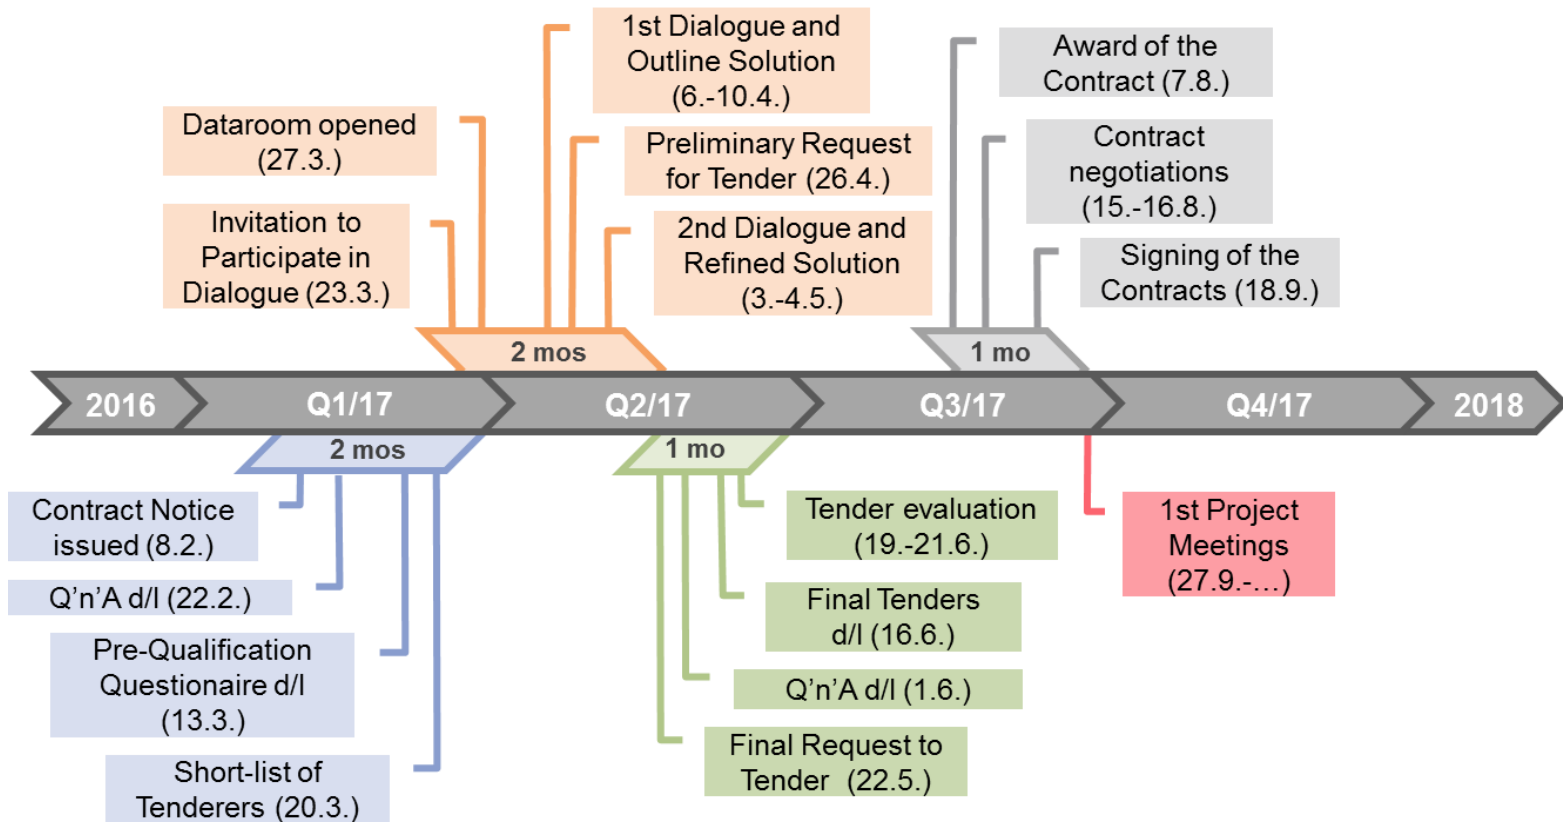 1st Dialogue and
Outline Solution
(6.-10.4.)
Award of the
Contract (7.8.)
Dataroom opened
(27.3.)
Preliminary Request
for Tender (26.4.)
Contract
negotiations
(15.-16.8.)
Invitation to
Participate in
Dialogue (23.3.)
2nd Dialogue and
Refined Solution
(3.-4.5.)
Signing of the
Contracts (18.9.)
2 mos
1 mo
2016
Q1/17
Q2/17
Q3/17
Q4/17
2018
2 mos
1 mo
Contract Notice
issued (8.2.)
Q’n’A d/l (22.2.)
Pre-Qualification
Questionaire d/l
(13.3.)
Short-list of
Tenderers (20.3.)
Tender evaluation
(19.-21.6.)
Final Tenders
d/l (16.6.)
Q’n’A d/l (1.6.)
Final Request to
Tender (22.5.)
1st Project
Meetings
(27.9.-…)